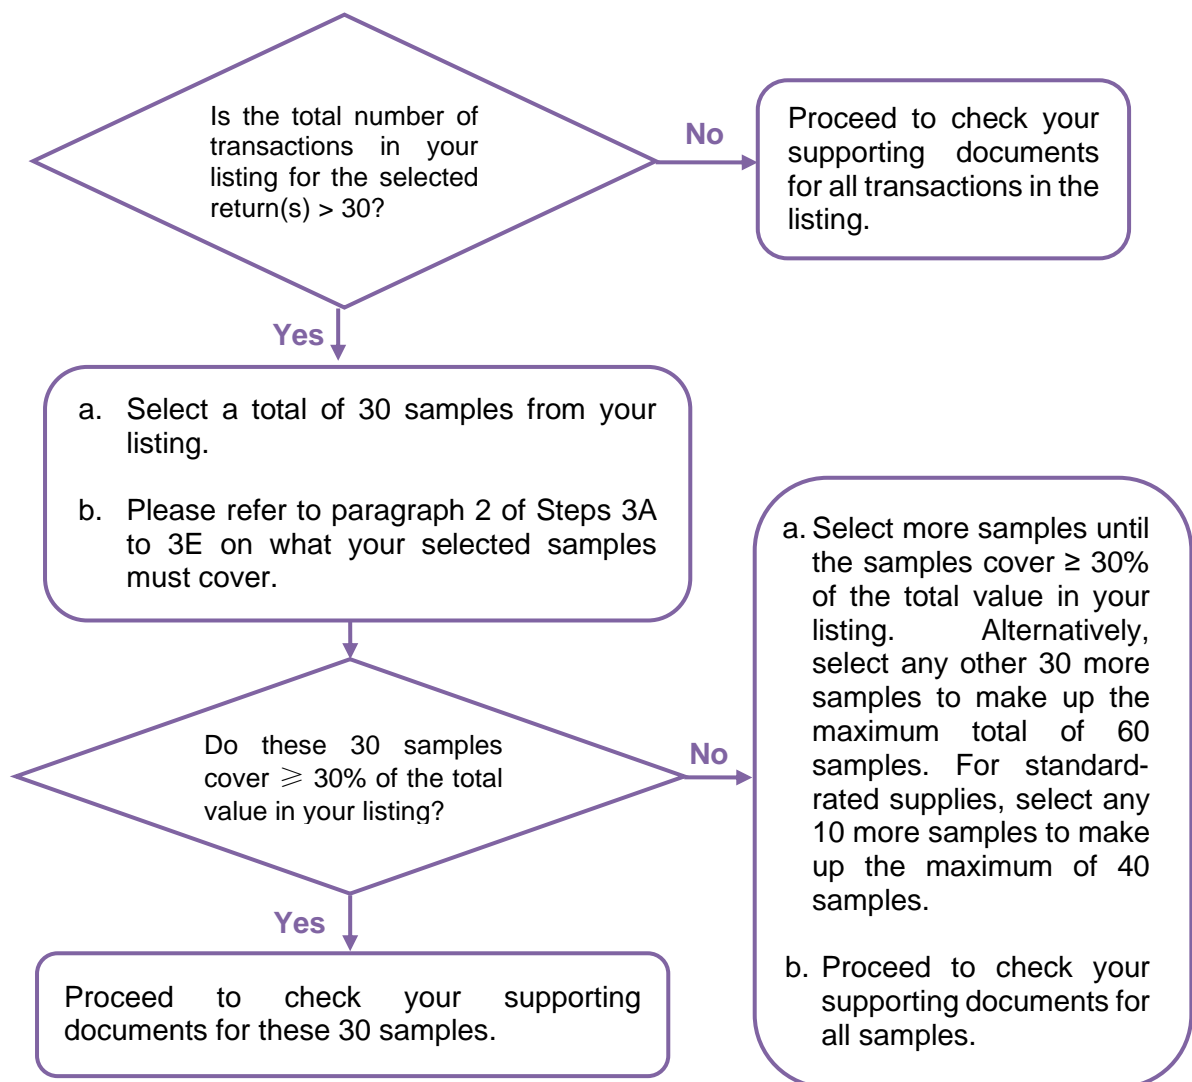 Is the total number of
transactions in your
listing for the selected
return(s) > 30?
No
Proceed to check your
supporting documents
for all transactions in the
listing.
Yes
a. Select a total of 30 samples from your
listing.
b. Please refer to paragraph 2 of Steps 3A
to 3E on what your selected samples
must cover.
Do these 30 samples
cover ⩾ 30% of the total
value in your listing?
No
a. Select more samples until
the samples cover ≥ 30%
of the total value in your
listing. Alternatively,
select any other 30 more
samples to make up the
maximum total of 60
samples. For standard-
rated supplies, select any
10 more samples to make
up the maximum of 40
samples.
b. Proceed to check your
supporting documents for
all samples.
Yes
Proceed to check your supporting
documents for these 30 samples.